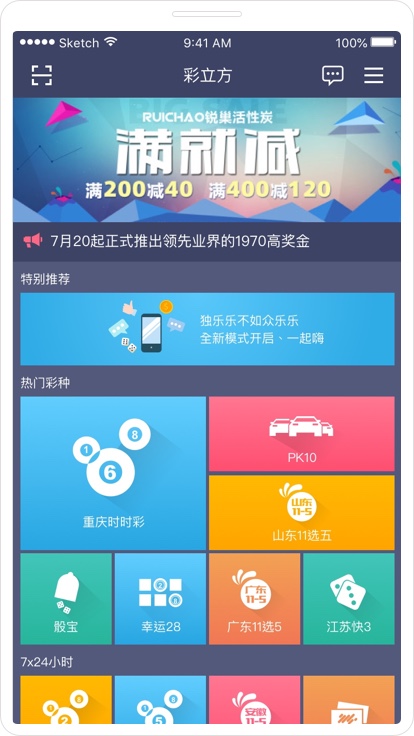 Sketch 9:41 AM 100%
彩立方
RUICHAO锐巢活性炭
满就减
满200减40 满400减120
7月20起正式推出领先业界的1970高奖金
特别推荐
独乐乐不如众乐乐
全新模式开启、一起嗨
热门彩种
1
8
6
重庆时时彩
PK10
山东
11-5
山东11选五
骰宝
2
8
幸运28
广东
11-5
广东11选5
江苏快3
7x24小时
2
5
安徽
11-5